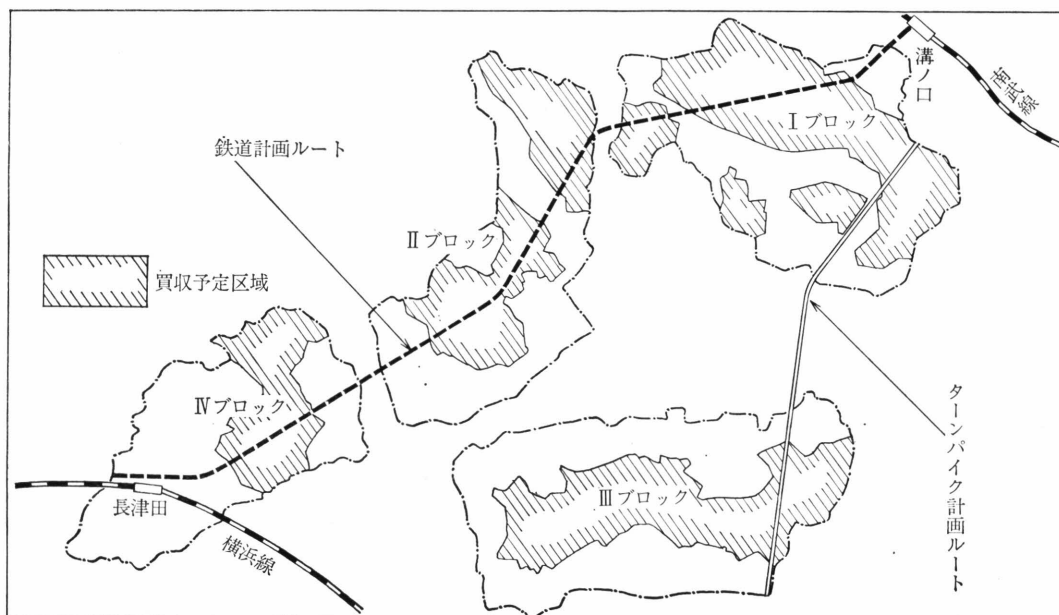 溝ノ口
南武線
Ⅰブロック
鉄道計画ルート
Ⅱブロック
買収予定区域
Ⅳブロック
ターンパイク計画ルート
Ⅲブロック
長津田
横浜線